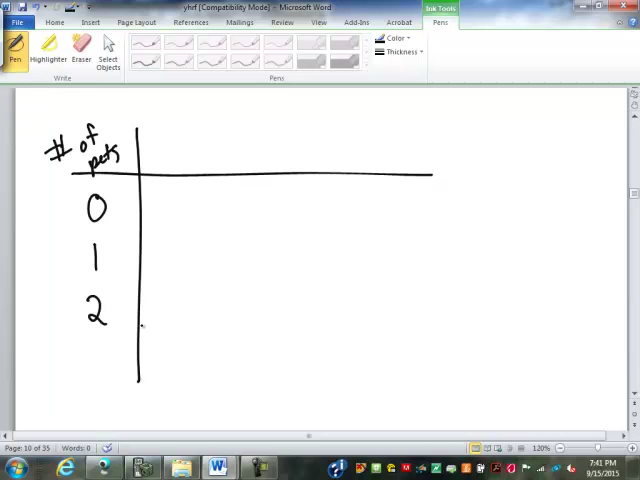 yhrf [Compatibility Mode] - Microsoft Word
Ink Tools
File Home Insert Page Layout References Mailings Review View Add-Ins Acrobat Pens
Pen
Highlighter
Eraser
Select Objects
Color
Thickness
Write
Pens
# of
pets
0
1
2
Page: 10 of 35 Words: 0
120%
7:41 PM
9/15/2015